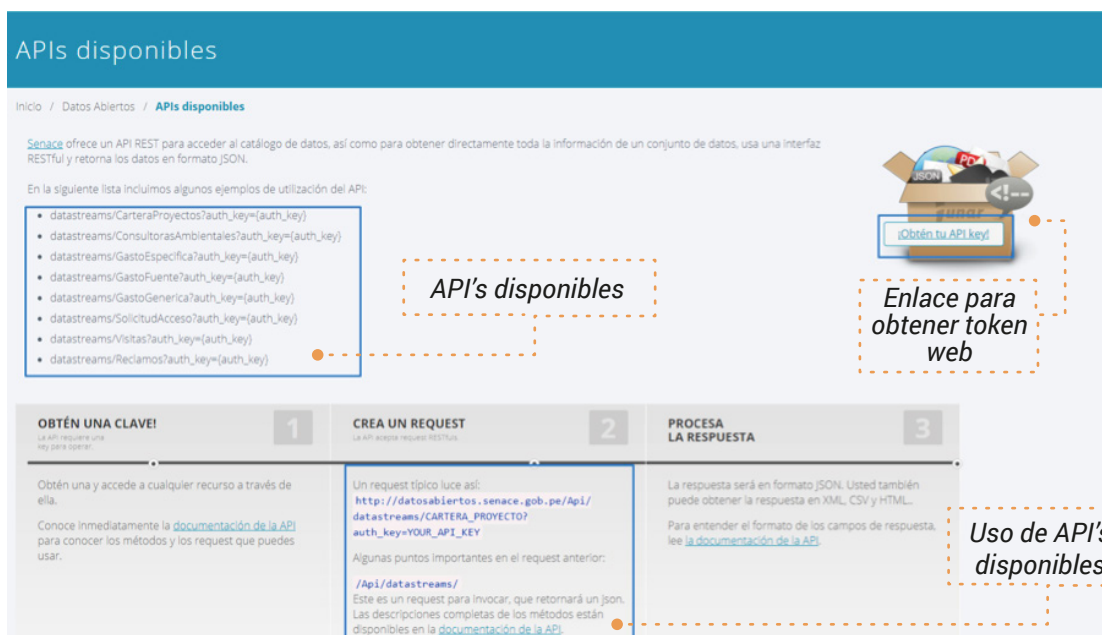 APIs disponibles
Inicio / Datos Abiertos / APIs disponibles
Senace ofrece un API REST para acceder al catálogo de datos, así como para obtener directamente toda la información de un conjunto de datos, usa una interfaz
RESTful y retorna los datos en formato JSON.
En la siguiente lista incluimos algunos ejemplos de utilización del API:
• datastreams/CarteraProyectos?auth_key={auth_key}
• datastreams/ConsultorasAmbientales?auth_key={auth_key}
• datastreams/GastoEspecifica?auth_key={auth_key}
• datastreams/GastoFuente?auth_key={auth_key}
• datastreams/GastoGenerica?auth_key={auth_key}
• datastreams/SolicitudAcceso?auth_key={auth_key}
• datastreams/Visitas?auth_key={auth_key}
• datastreams/Reclamos?auth_key={auth_key}
API's disponibles
JSON
PD
<!--
junar
¡Obtén tu API key!
Enlace para
obtener token
web
OBTÉN UNA CLAVE!
La API requiere una
key para operar.
1
Obtén una y accede a cualquier recurso a través de
ella.
Conoce inmediatamente la documentación de la API
para conocer los métodos y los request que puedes
usar.
CREA UN REQUEST
La API acepta request RESTfus.
2
Un request típico luce así:
http://datosabiertos.senace.gob.pe/Api/
datastreams/CARTERA_PROYECTO?
auth_key=YOUR_API_KEY
Algunas puntos importantes en el request anterior:
/Api/datastreams/
Este es un request para invocar, que retornará un json.
Las descripciones completas de los métodos están
disponibles en la documentación de la API.
PROCESA
LA RESPUESTA
3
La respuesta será en formato JSON. Usted también
puede obtener la respuesta en XML, CSV y HTML..
Para entender el formato de los campos de respuesta,
lee la documentación de la API.
Uso de API's
disponibles